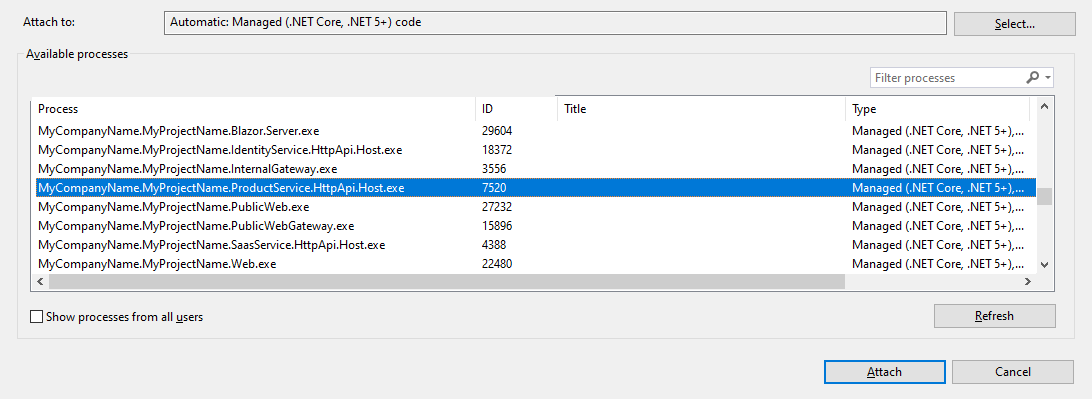 Attach to: Automatic: Managed (.NET Core, .NET 5+) code Select...
Available processes
Filter processes
Process ID Title Type
MyCompanyName.MyProjectName.Blazor.Server.exe 29604 Managed (.NET Core, .NET 5+),...
MyCompanyName.MyProjectName.IdentityService.HttpApi.Host.exe 18372 Managed (.NET Core, .NET 5+),...
MyCompanyName.MyProjectName.InternalGateway.exe 3556 Managed (.NET Core, .NET 5+),...
MyCompanyName.MyProjectName.ProductService.HttpApi.Host.exe 7520 Managed (.NET Core, .NET 5+),...
MyCompanyName.MyProjectName.PublicWeb.exe 27232 Managed (.NET Core, .NET 5+),...
MyCompanyName.MyProjectName.PublicWebGateway.exe 15896 Managed (.NET Core, .NET 5+),...
MyCompanyName.MyProjectName.SaasService.HttpApi.Host.exe 4388 Managed (.NET Core, .NET 5+),...
MyCompanyName.MyProjectName.Web.exe 22480 Managed (.NET Core, .NET 5+),...
Show processes from all users Refresh
Attach Cancel